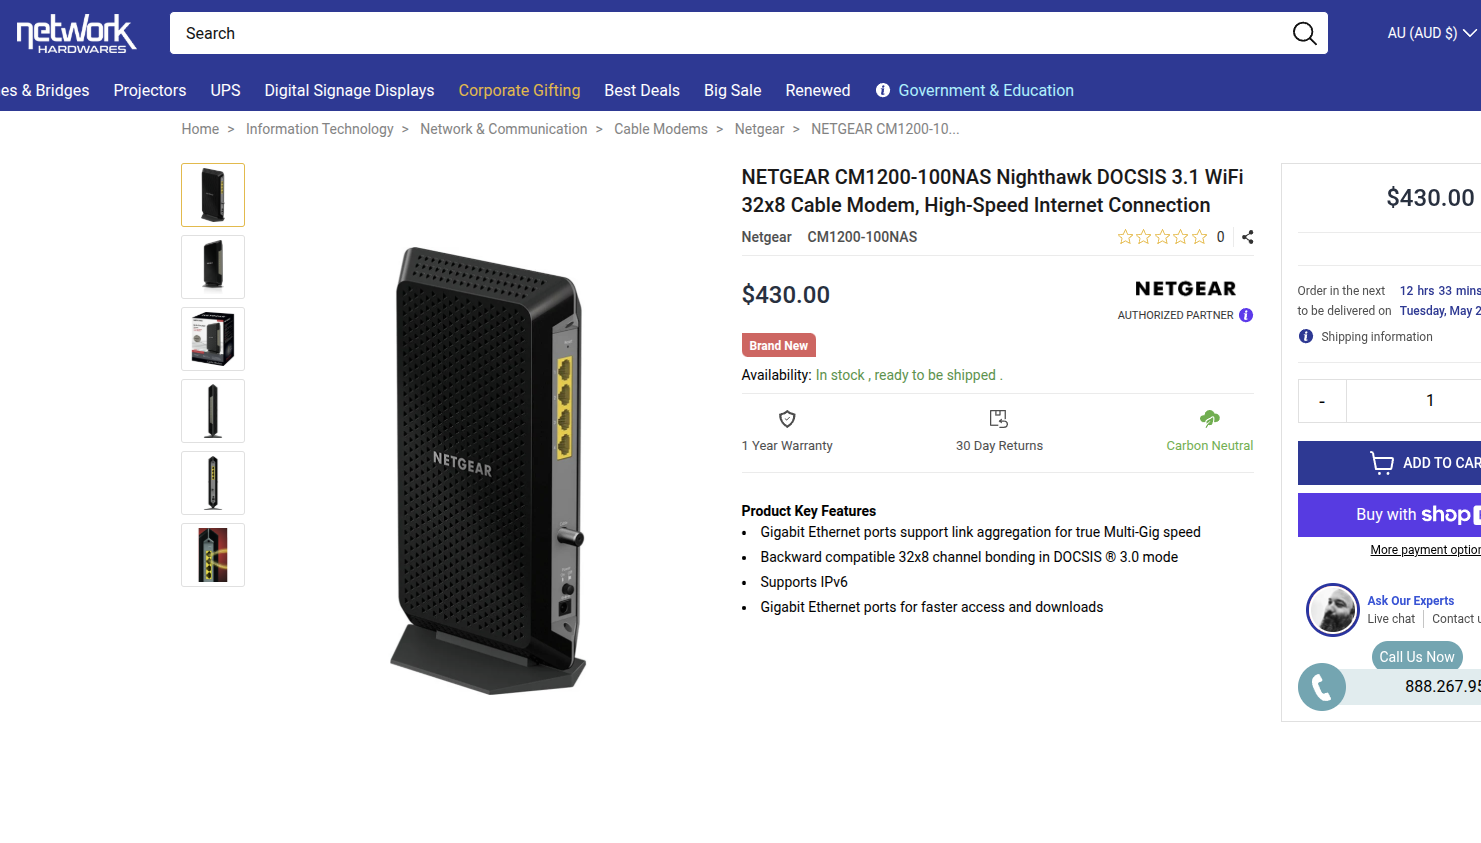 network
HARDWARES
Search
AU (AUD $)
es & Bridges
Projectors
UPS
Digital Signage Displays
Corporate Gifting
Best Deals
Big Sale
Renewed
Government & Education
Home > Information Technology > Network & Communication > Cable Modems > Netgear > NETGEAR CM1200-10...
NETGEAR CM1200-100NAS Nighthawk DOCSIS 3.1 WiFi
32x8 Cable Modem, High-Speed Internet Connection
Netgear CM1200-100NAS
0
$430.00
NETGEAR
AUTHORIZED PARTNER
Brand New
Availability: In stock , ready to be shipped .
1 Year Warranty
30 Day Returns
Carbon Neutral
Product Key Features
• Gigabit Ethernet ports support link aggregation for true Multi-Gig speed
• Backward compatible 32x8 channel bonding in DOCSIS ® 3.0 mode
• Supports IPv6
• Gigabit Ethernet ports for faster access and downloads
NETGEAR
$430.00
Order in the next 12 hrs 33 mins
to be delivered on Tuesday, May 2
Shipping information
- 1
ADD TO CAR
Buy with shop
More payment option
Ask Our Experts
Live chat
Contact u
Call Us Now
888.267.95